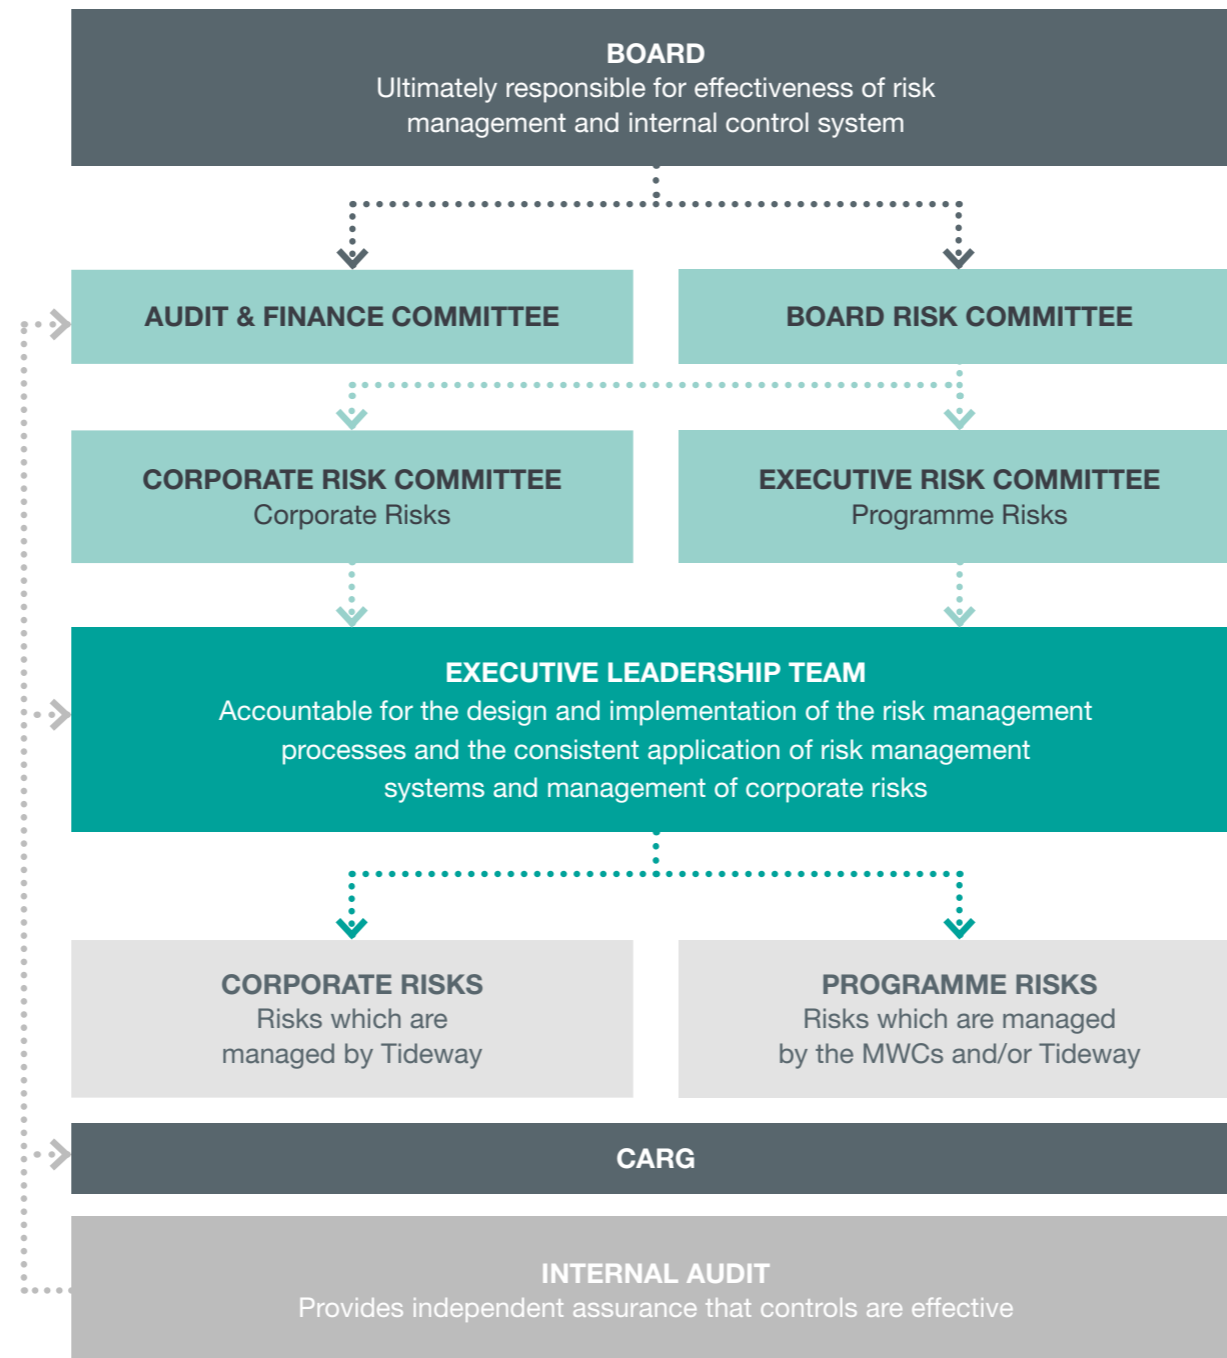 BOARD
Ultimately responsible for effectiveness of risk
management and internal control system
AUDIT & FINANCE COMMITTEE
BOARD RISK COMMITTEE
CORPORATE RISK COMMITTEE
Corporate Risks
EXECUTIVE RISK COMMITTEE
Programme Risks
EXECUTIVE LEADERSHIP TEAM
Accountable for the design and implementation of the risk management
processes and the consistent application of risk management
systems and management of corporate risks
CORPORATE RISKS
Risks which are
managed by Tideway
PROGRAMME RISKS
Risks which are managed
by the MWCs and/or Tideway
CARG
INTERNAL AUDIT
Provides independent assurance that controls are effective